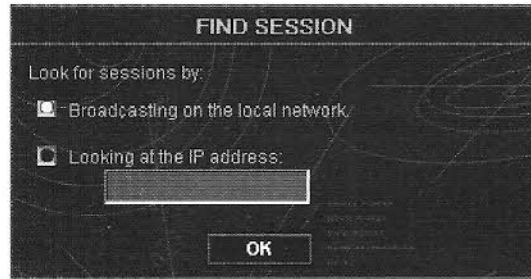 FIND SESSION
Look for sessions by:
Broadcasting on the local network.
Looking at the IP address:
OK